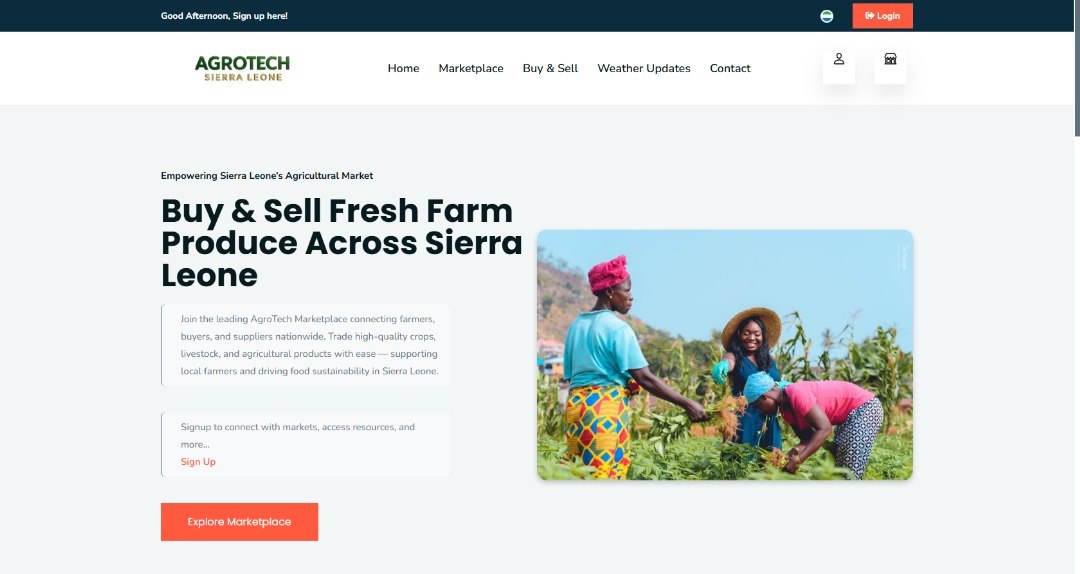 Good Afternoon, Sign up here!
Login
AGROTECH
SIERRA LEONE
Home
Marketplace
Buy & Sell
Weather Updates
Contact
Empowering Sierra Leone's Agricultural Market
Buy & Sell Fresh Farm
Produce Across Sierra
Leone
Join the leading AgroTech Marketplace connecting farmers,
buyers, and suppliers nationwide. Trade high-quality crops,
livestock, and agricultural products with ease — supporting
local farmers and driving food sustainability in Sierra Leone.
Signup to connect with markets, access resources, and
more...
Sign Up
Explore Marketplace